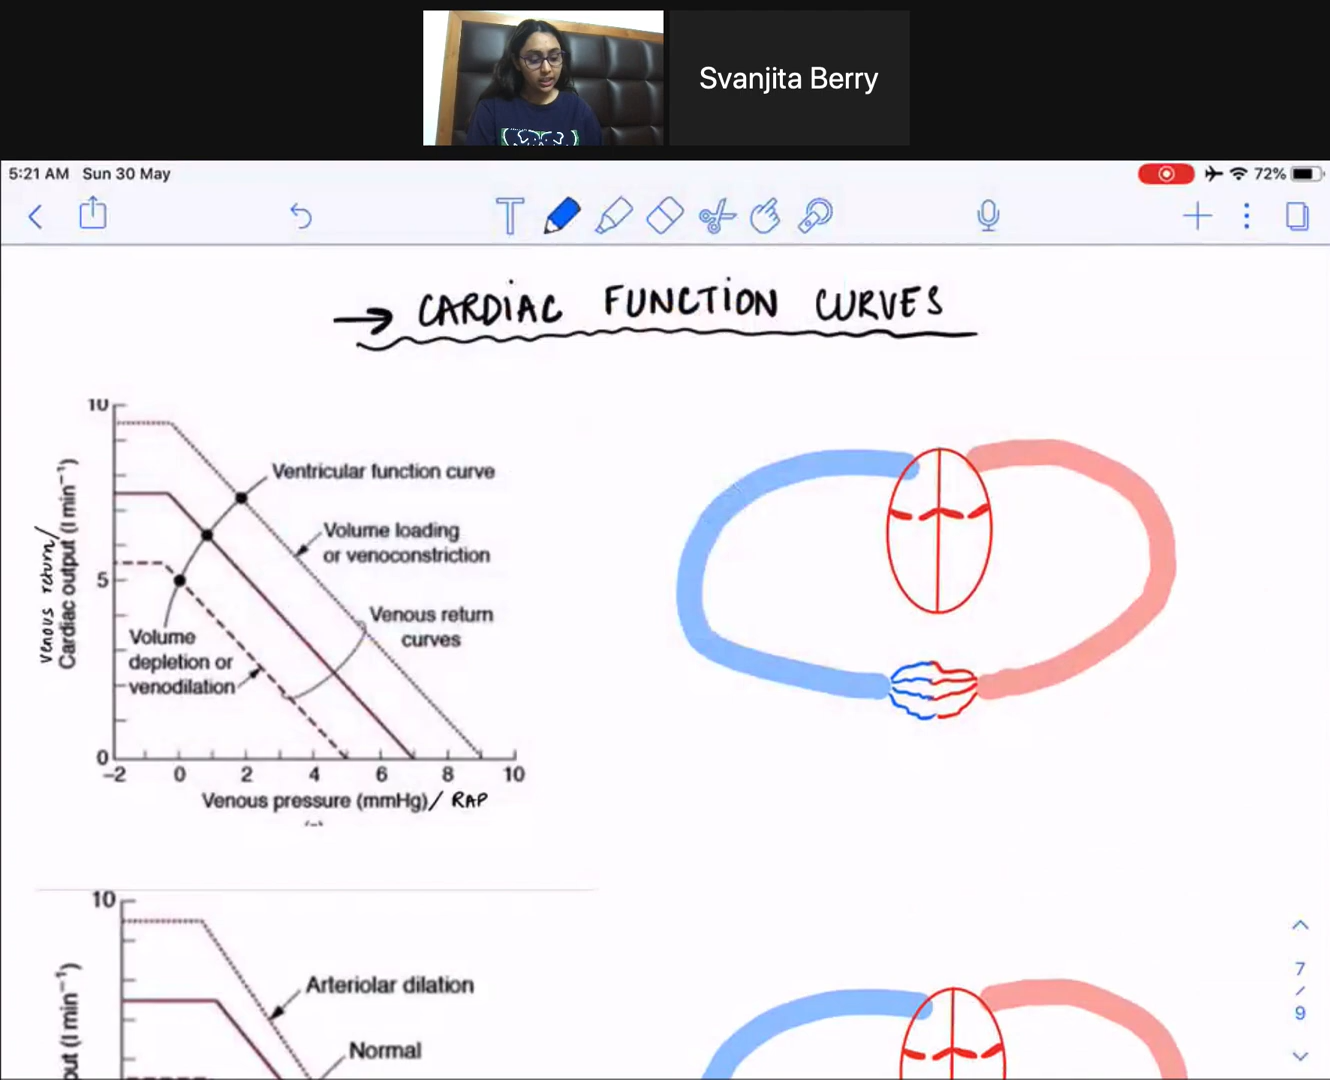 Svanjita Berry
5:21 AM Sun 30 May
72%
T
→ CARDIAC FUNCTION CURVES
10
5
0
venous return/
Cardiac output (l min⁻¹)
Ventricular function curve
Volume loading
or venoconstriction
Venous return
curves
Volume
depletion or
venodilation
-2 0 2 4 6 8 10
Venous pressure (mmHg) / RAP
10
Arteriolar dilation
Normal
(l min⁻¹)
7
/
9